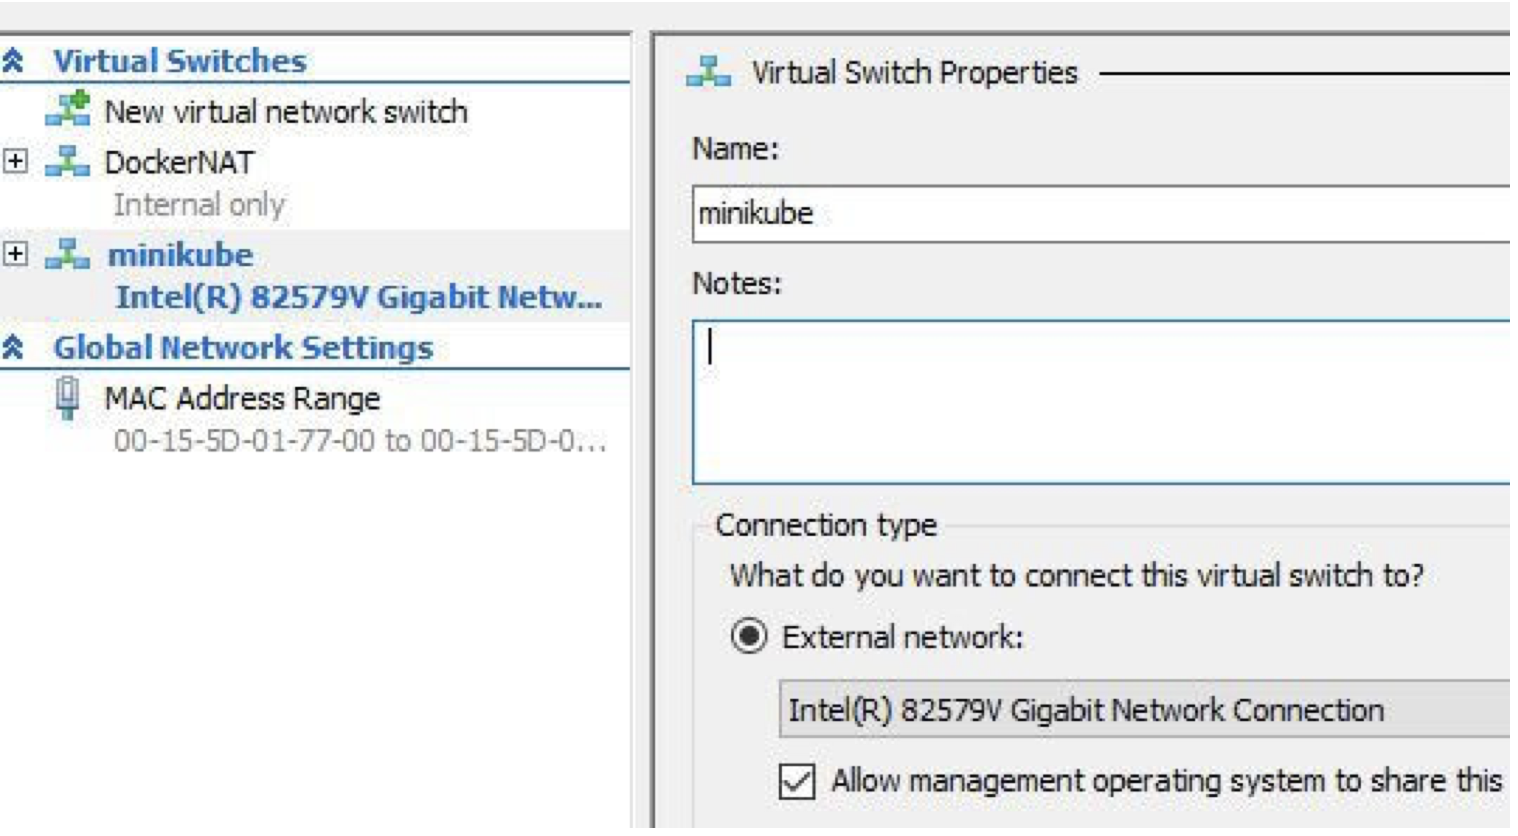 Virtual Switches
New virtual network switch
DockerNAT
Internal only
minikube
Intel(R) 82579V Gigabit Netw...
Global Network Settings
MAC Address Range
00-15-5D-01-77-00 to 00-15-5D-0...
Virtual Switch Properties
Name:
minikube
Notes:
Connection type
What do you want to connect this virtual switch to?
External network:
Intel(R) 82579V Gigabit Network Connection
Allow management operating system to share this